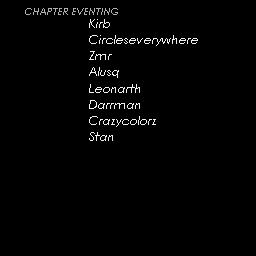 CHAPTER EVENTING
Kirb
Circleseverywhere
Zmr
Alusq
Leonarth
Darrman
Crazycolorz
Stan